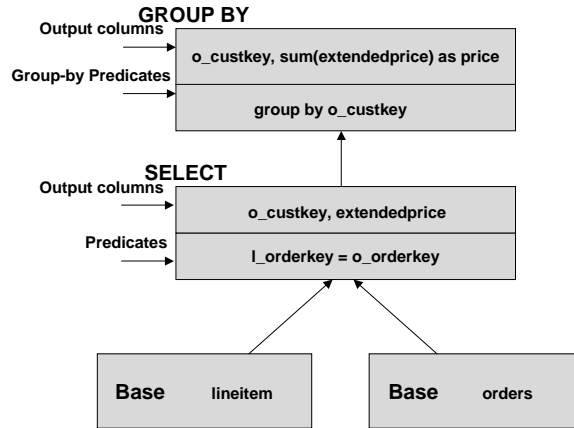 GROUP BY
Output columns
o_custkey, sum(extendedprice) as price
Group-by Predicates
group by o_custkey
SELECT
Output columns
o_custkey, extendedprice
Predicates
l_orderkey = o_orderkey
Base lineitem
Base orders